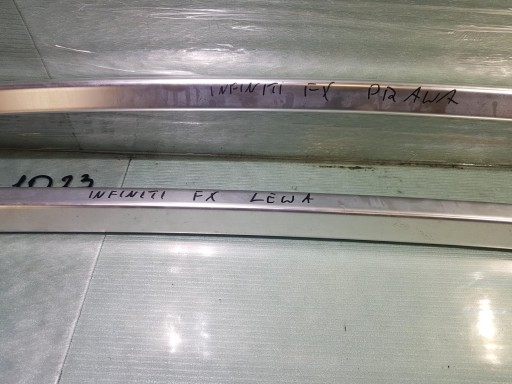 INFINITI FX PRAWA
1023
INFINITI FX LEWA